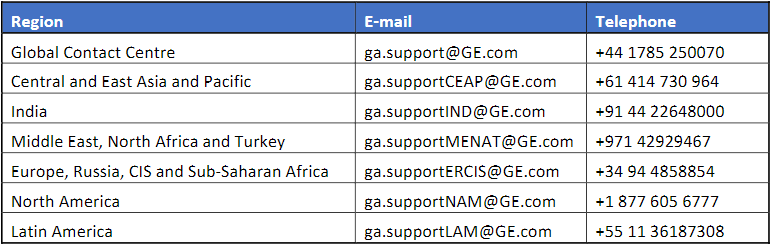 Region E-mail Telephone
Global Contact Centre ga.support@GE.com +44 1785 250070
Central and East Asia and Pacific ga.supportCEAP@GE.com +61 414 730 964
India ga.supportIND@GE.com +91 44 22648000
Middle East, North Africa and Turkey ga.supportMENAT@GE.com +971 42929467
Europe, Russia, CIS and Sub-Saharan Africa ga.supportERCIS@GE.com +34 94 4858854
North America ga.supportNAM@GE.com +1 877 605 6777
Latin America ga.supportLAM@GE.com +55 11 36187308